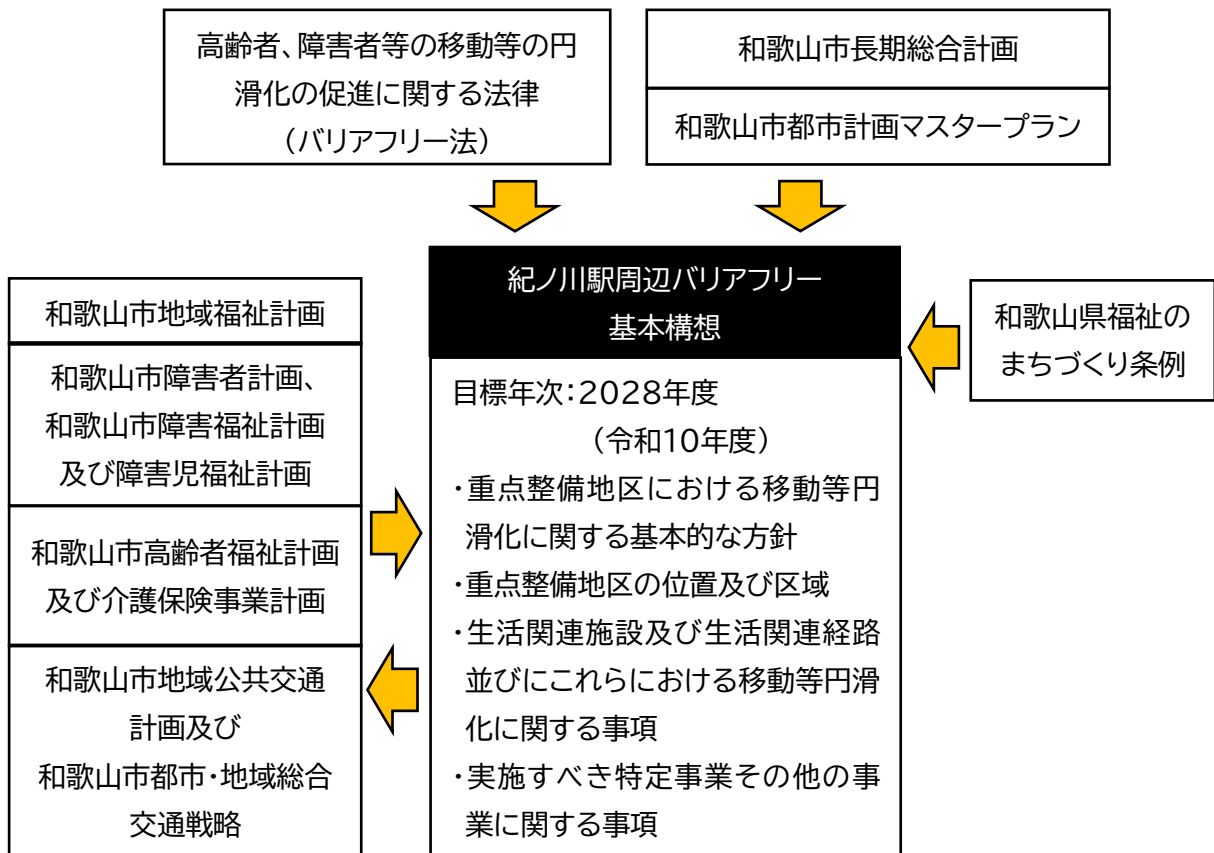 高齢者、障害者等の移動等の円
滑化の促進に関する法律
（バリアフリー法）
和歌山市長期総合計画
和歌山市都市計画マスタープラン
紀ノ川駅周辺バリアフリー
基本構想
和歌山市地域福祉計画
和歌山市障害者計画、
和歌山市障害福祉計画
及び障害児福祉計画
和歌山市高齢者福祉計画
及び介護保険事業計画
和歌山市地域公共交通
計画及び
和歌山市都市・地域総合
交通戦略
目標年次：2028年度
（令和10年度）
・重点整備地区における移動等円
滑化に関する基本的な方針
・重点整備地区の位置及び区域
・生活関連施設及び生活関連経路
並びにこれらにおける移動等円滑
化に関する事項
・実施すべき特定事業その他の事
業に関する事項
和歌山県福祉の
まちづくり条例